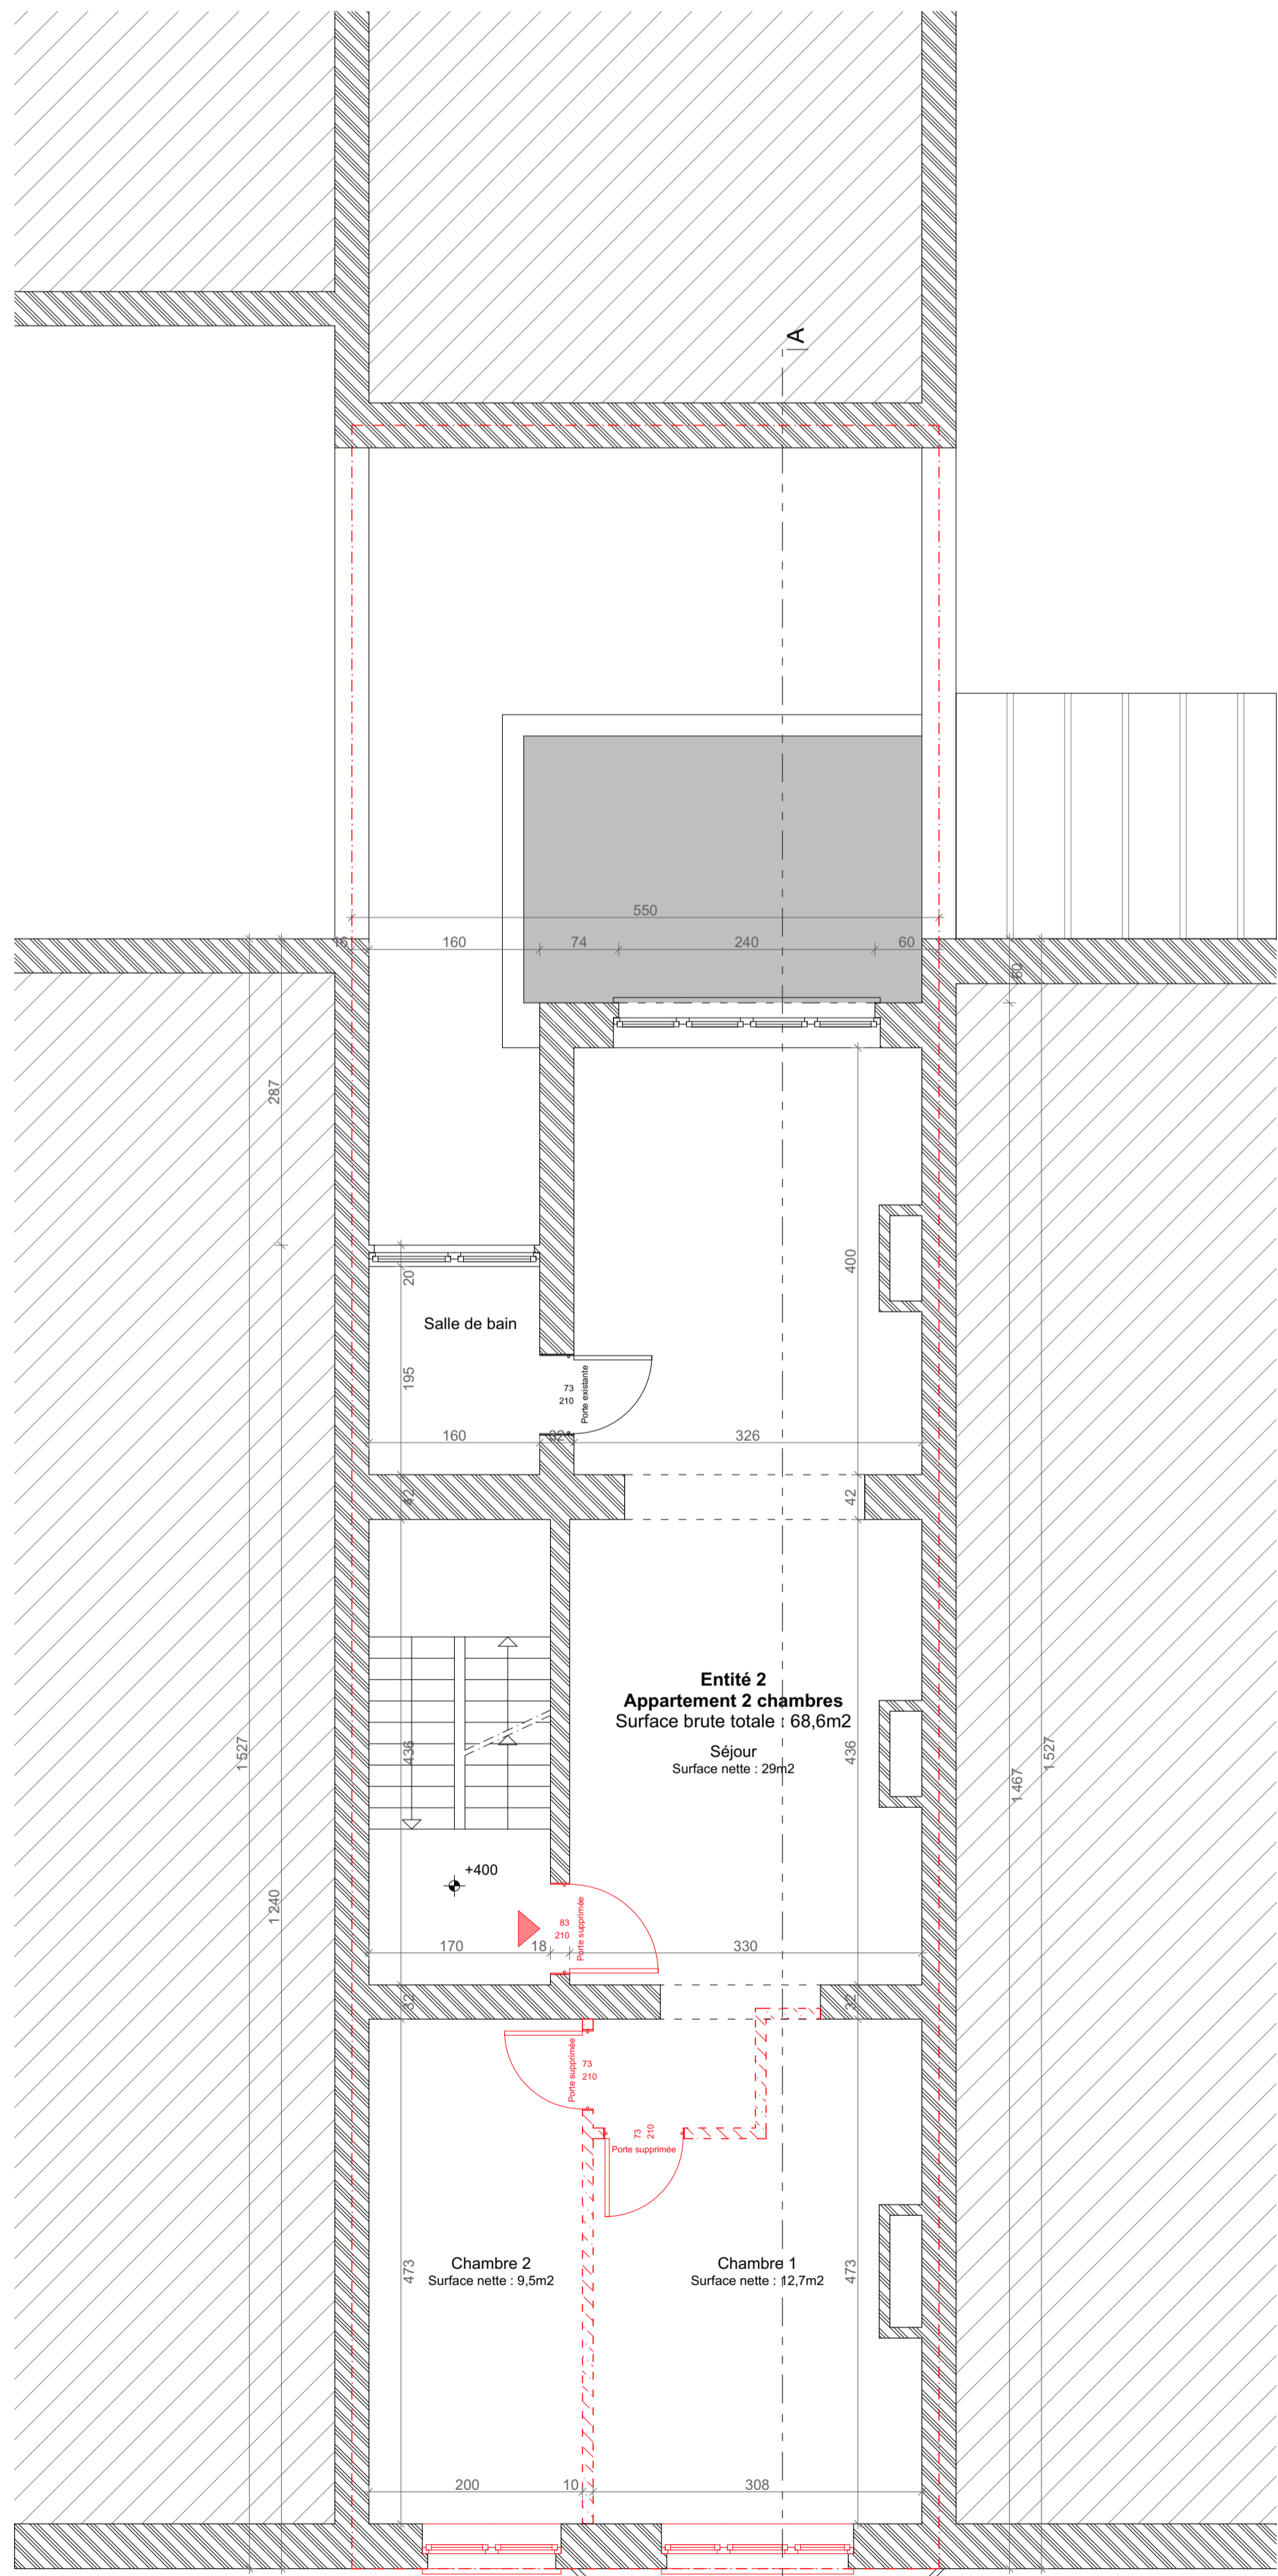 A
550
16
160
74
240
60
60
287
20
400
Salle de bain
195
73
210
Porte existante
160
32
326
42
42
Entité 2
Appartement 2 chambres
Surface brute totale : 68,6m2
Séjour
Surface nette : 29m2
436
436
1 527
1 467
1 527
+400
1 240
83
210
Porte supprimée
170
18
330
32
32
Porte supprimée
73
210
73
210
Porte supprimée
Chambre 2
Surface nette : 9,5m2
Chambre 1
Surface nette : 12,7m2
473
473
200
10
308